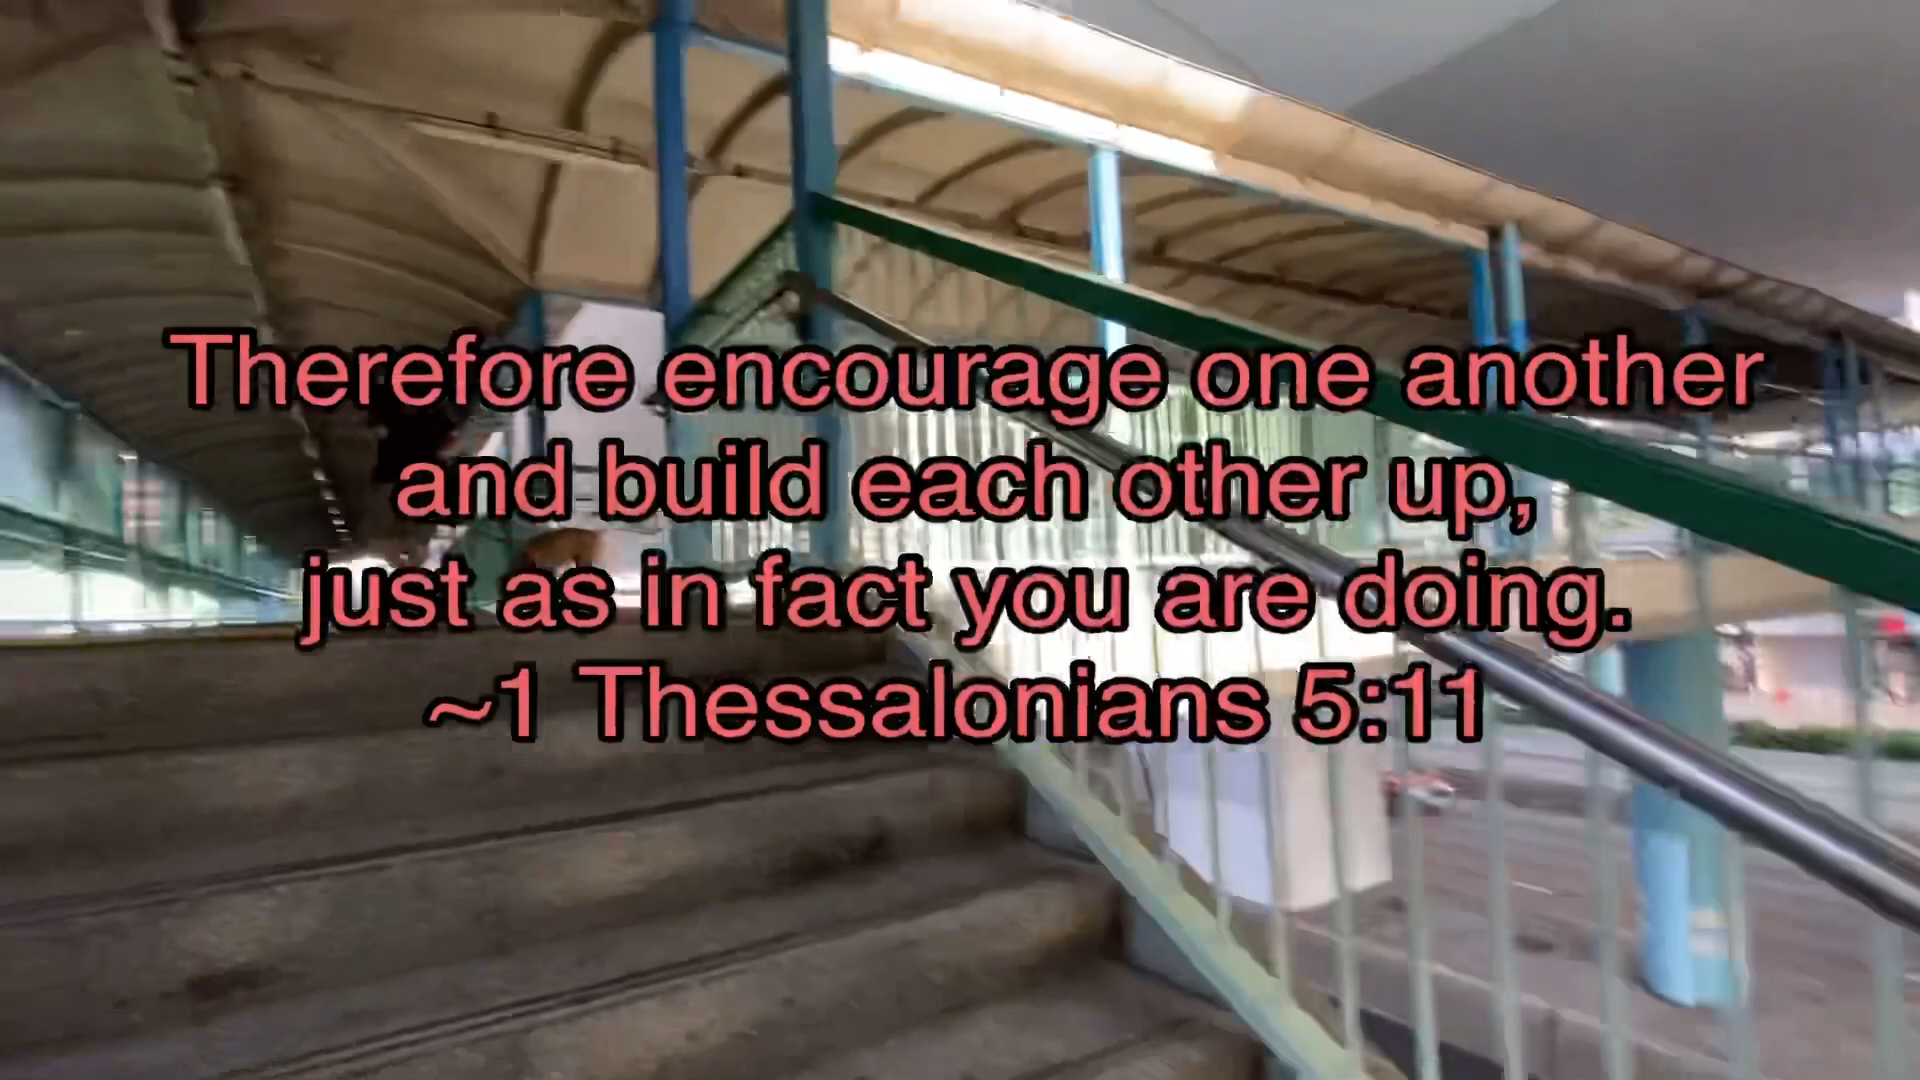 Therefore encourage one another
and build each other up,
just as in fact you are doing.
~1 Thessalonians 5:11